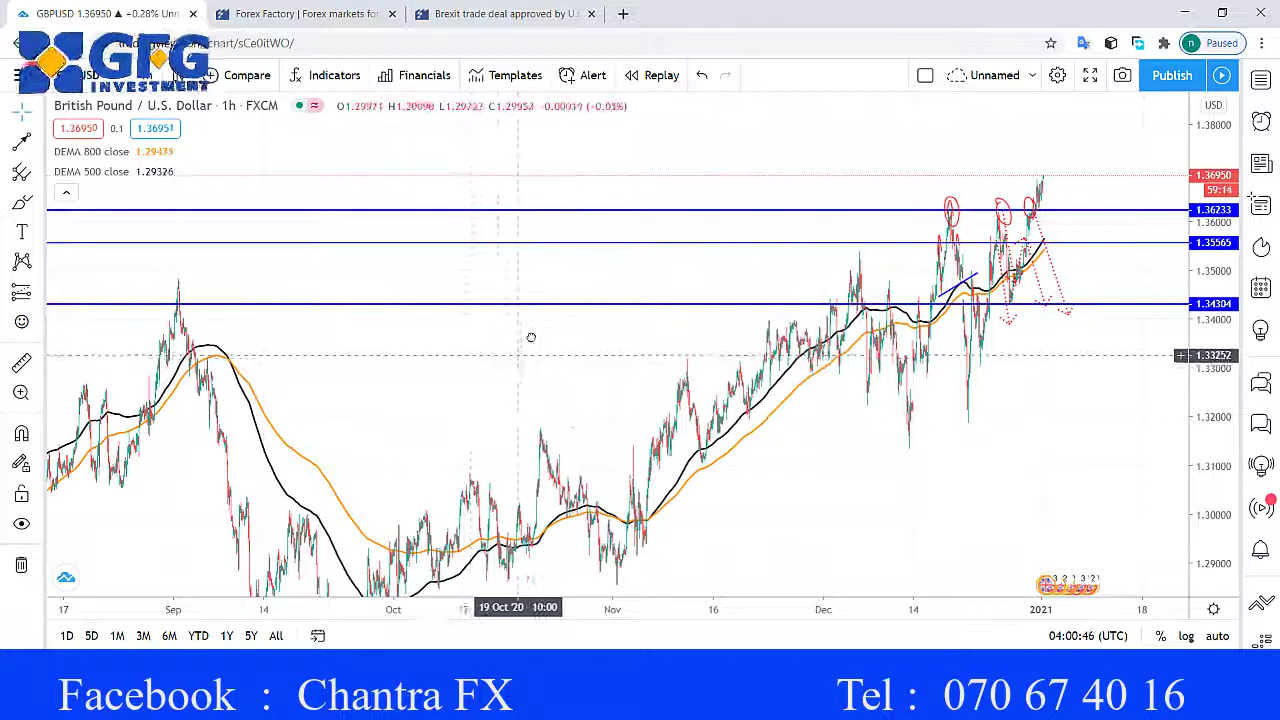 GBPUSD 1.36950 ▲ +0.28% Unn
Forex Factory | Forex markets for
Brexit trade deal approved by U.
GFG
INVESTMENT
chart/sCe0itWO/
Paused
Compare
Indicators
Financials
Templates
Alert
Replay
Unnamed
Publish
British Pound / U.S. Dollar · 1h · FXCM
-0.00019 (-0.03%)
USD
1.36950
0.1
1.36951
DEMA 800 close
DEMA 500 close 1.29326
1.38000
1.36950
59:14
1.36233
1.36000
1.35565
1.35000
1.34304
1.34000
1.33252
1.33000
1.32000
1.31000
1.30000
1.29000
17 Sep 14 Oct 19 Oct '20 10:00 Nov 16 Dec 14 2021 18
1D 5D 1M 3M 6M YTD 1Y 5Y All
04:00:46 (UTC) % log auto
Facebook : Chantra FX
Tel : 070 67 40 16